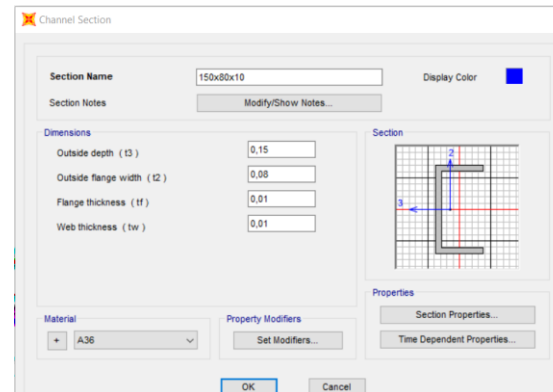 Channel Section
Section Name 150x80x10 Display Color
Section Notes Modify/Show Notes...
Dimensions
Outside depth ( t3 ) 0,15
Outside flange width ( t2 ) 0,08
Flange thickness ( tf ) 0,01
Web thickness ( tw ) 0,01
Section
2
3
Material
+ A36
Property Modifiers
Set Modifiers...
Properties
Section Properties...
Time Dependent Properties...
OK Cancel